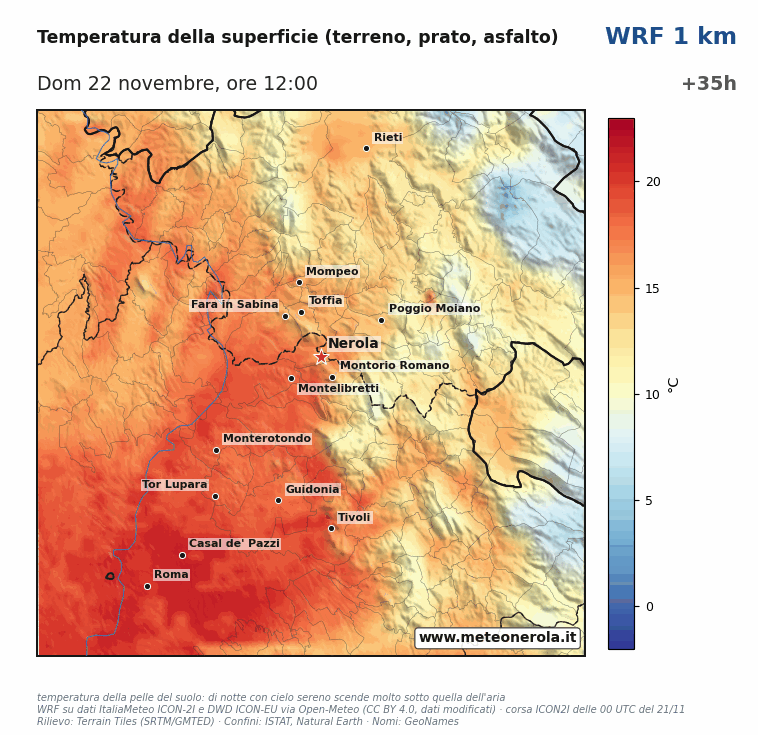 Temperatura della superficie (terreno, prato, asfalto)
WRF 1 km
Dom 22 novembre, ore 12:00
+35h
Rieti
Mompeo
Fara in Sabina
Toffia
Poggio Moiano
Nerola
Montorio Romano
Montelibretti
Monterotondo
Tor Lupara
Guidonia
Tivoli
Casal de' Pazzi
Roma
www.meteonerola.it
20
15
10
5
0
°C
temperatura della pelle del suolo: di notte con cielo sereno scende molto sotto quella dell'aria
WRF su dati ItaliaMeteo ICON-2I e DWD ICON-EU via Open-Meteo (CC BY 4.0, dati modificati) · corsa ICON2I delle 00 UTC del 21/11
Rilievo: Terrain Tiles (SRTM/GMTED) · Confini: ISTAT, Natural Earth · Nomi: GeoNames